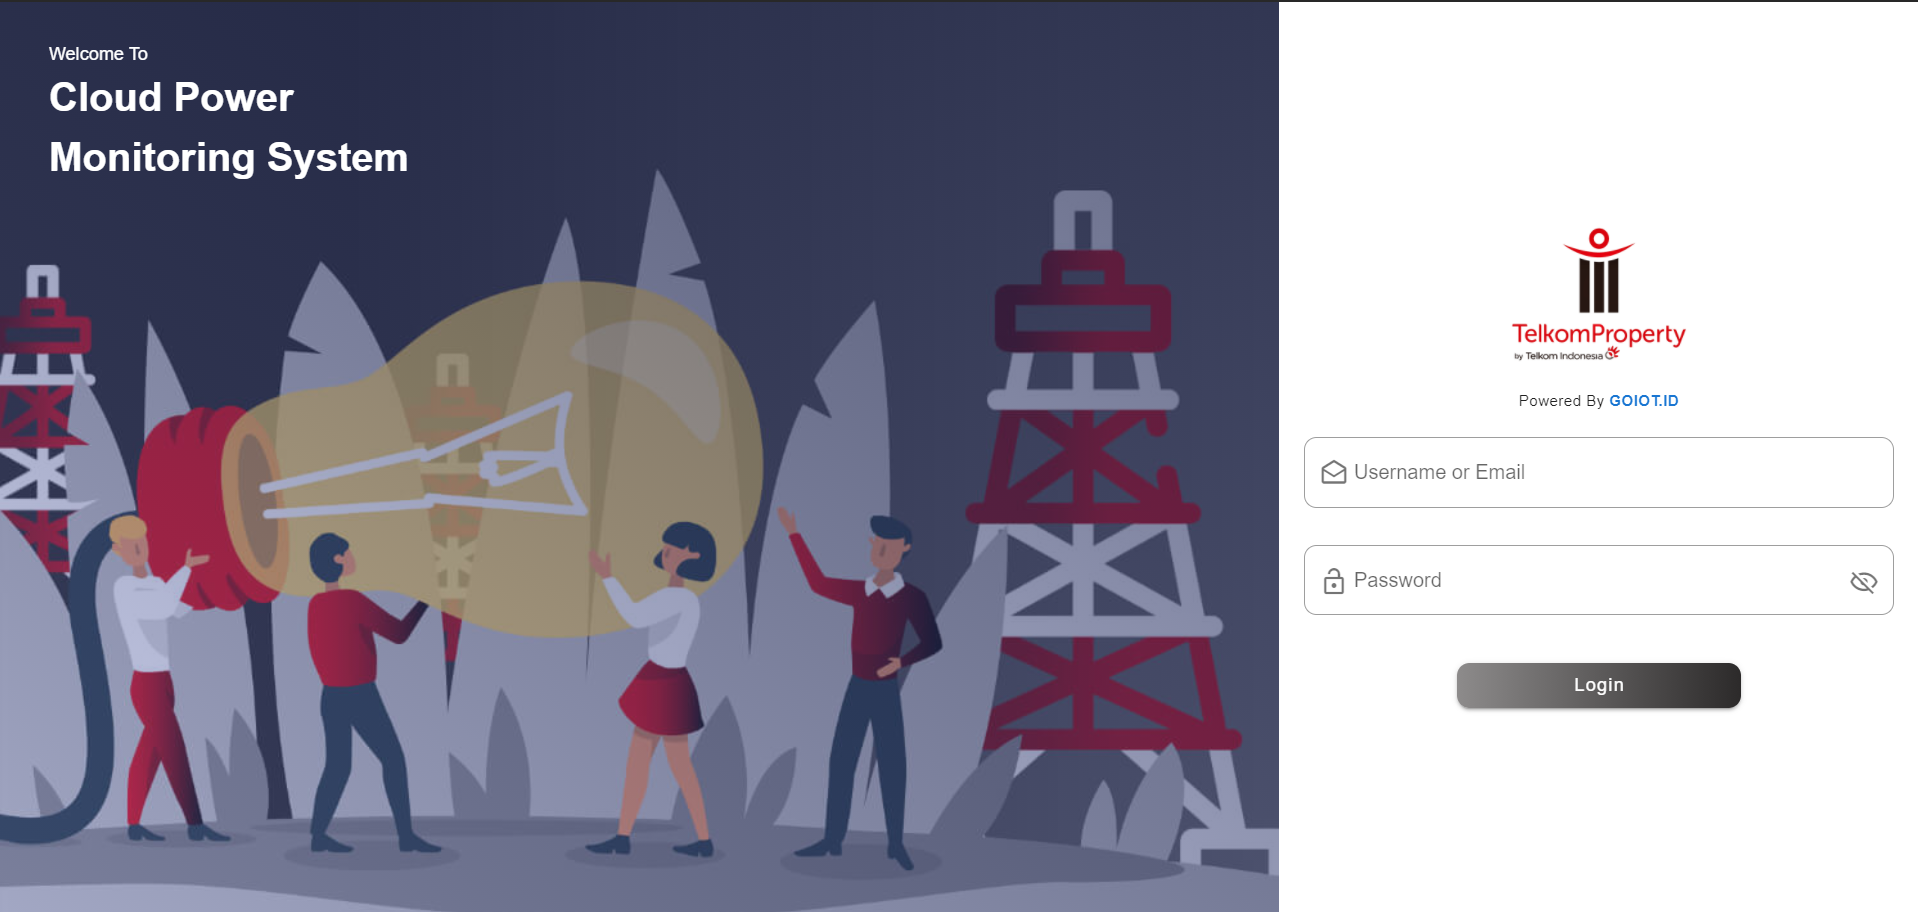 Welcome To
Cloud Power
Monitoring System
TelkomProperty
by Telkom Indonesia
Powered By GOIOT.ID
Username or Email
Password
Login